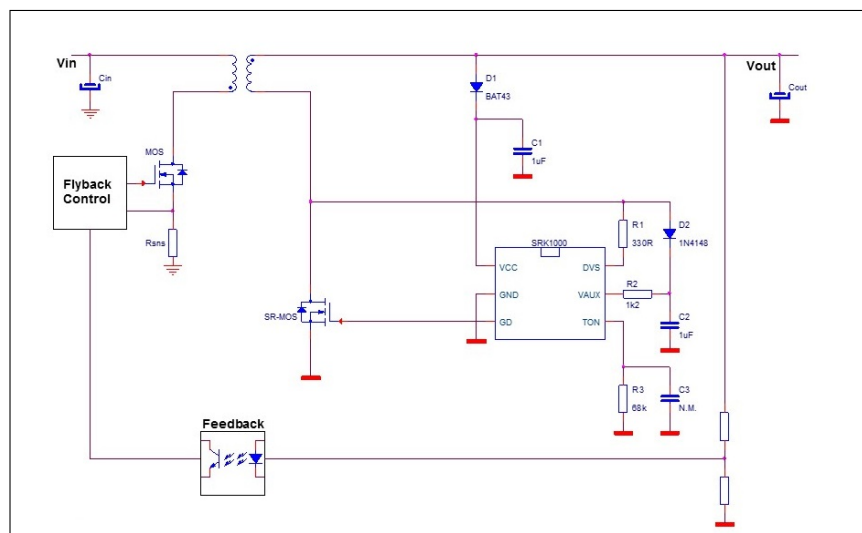 Vin
Cin
D1
BAT43
Vout
Cout
C1
1uF
MOS
Flyback
Control
Rsns
R1
330R
D2
1N4148
SRK1000
VCC
DVS
GND
VAUX
GD
TON
R2
1k2
C2
1uF
SR-MOS
R3
68k
C3
N.M.
Feedback